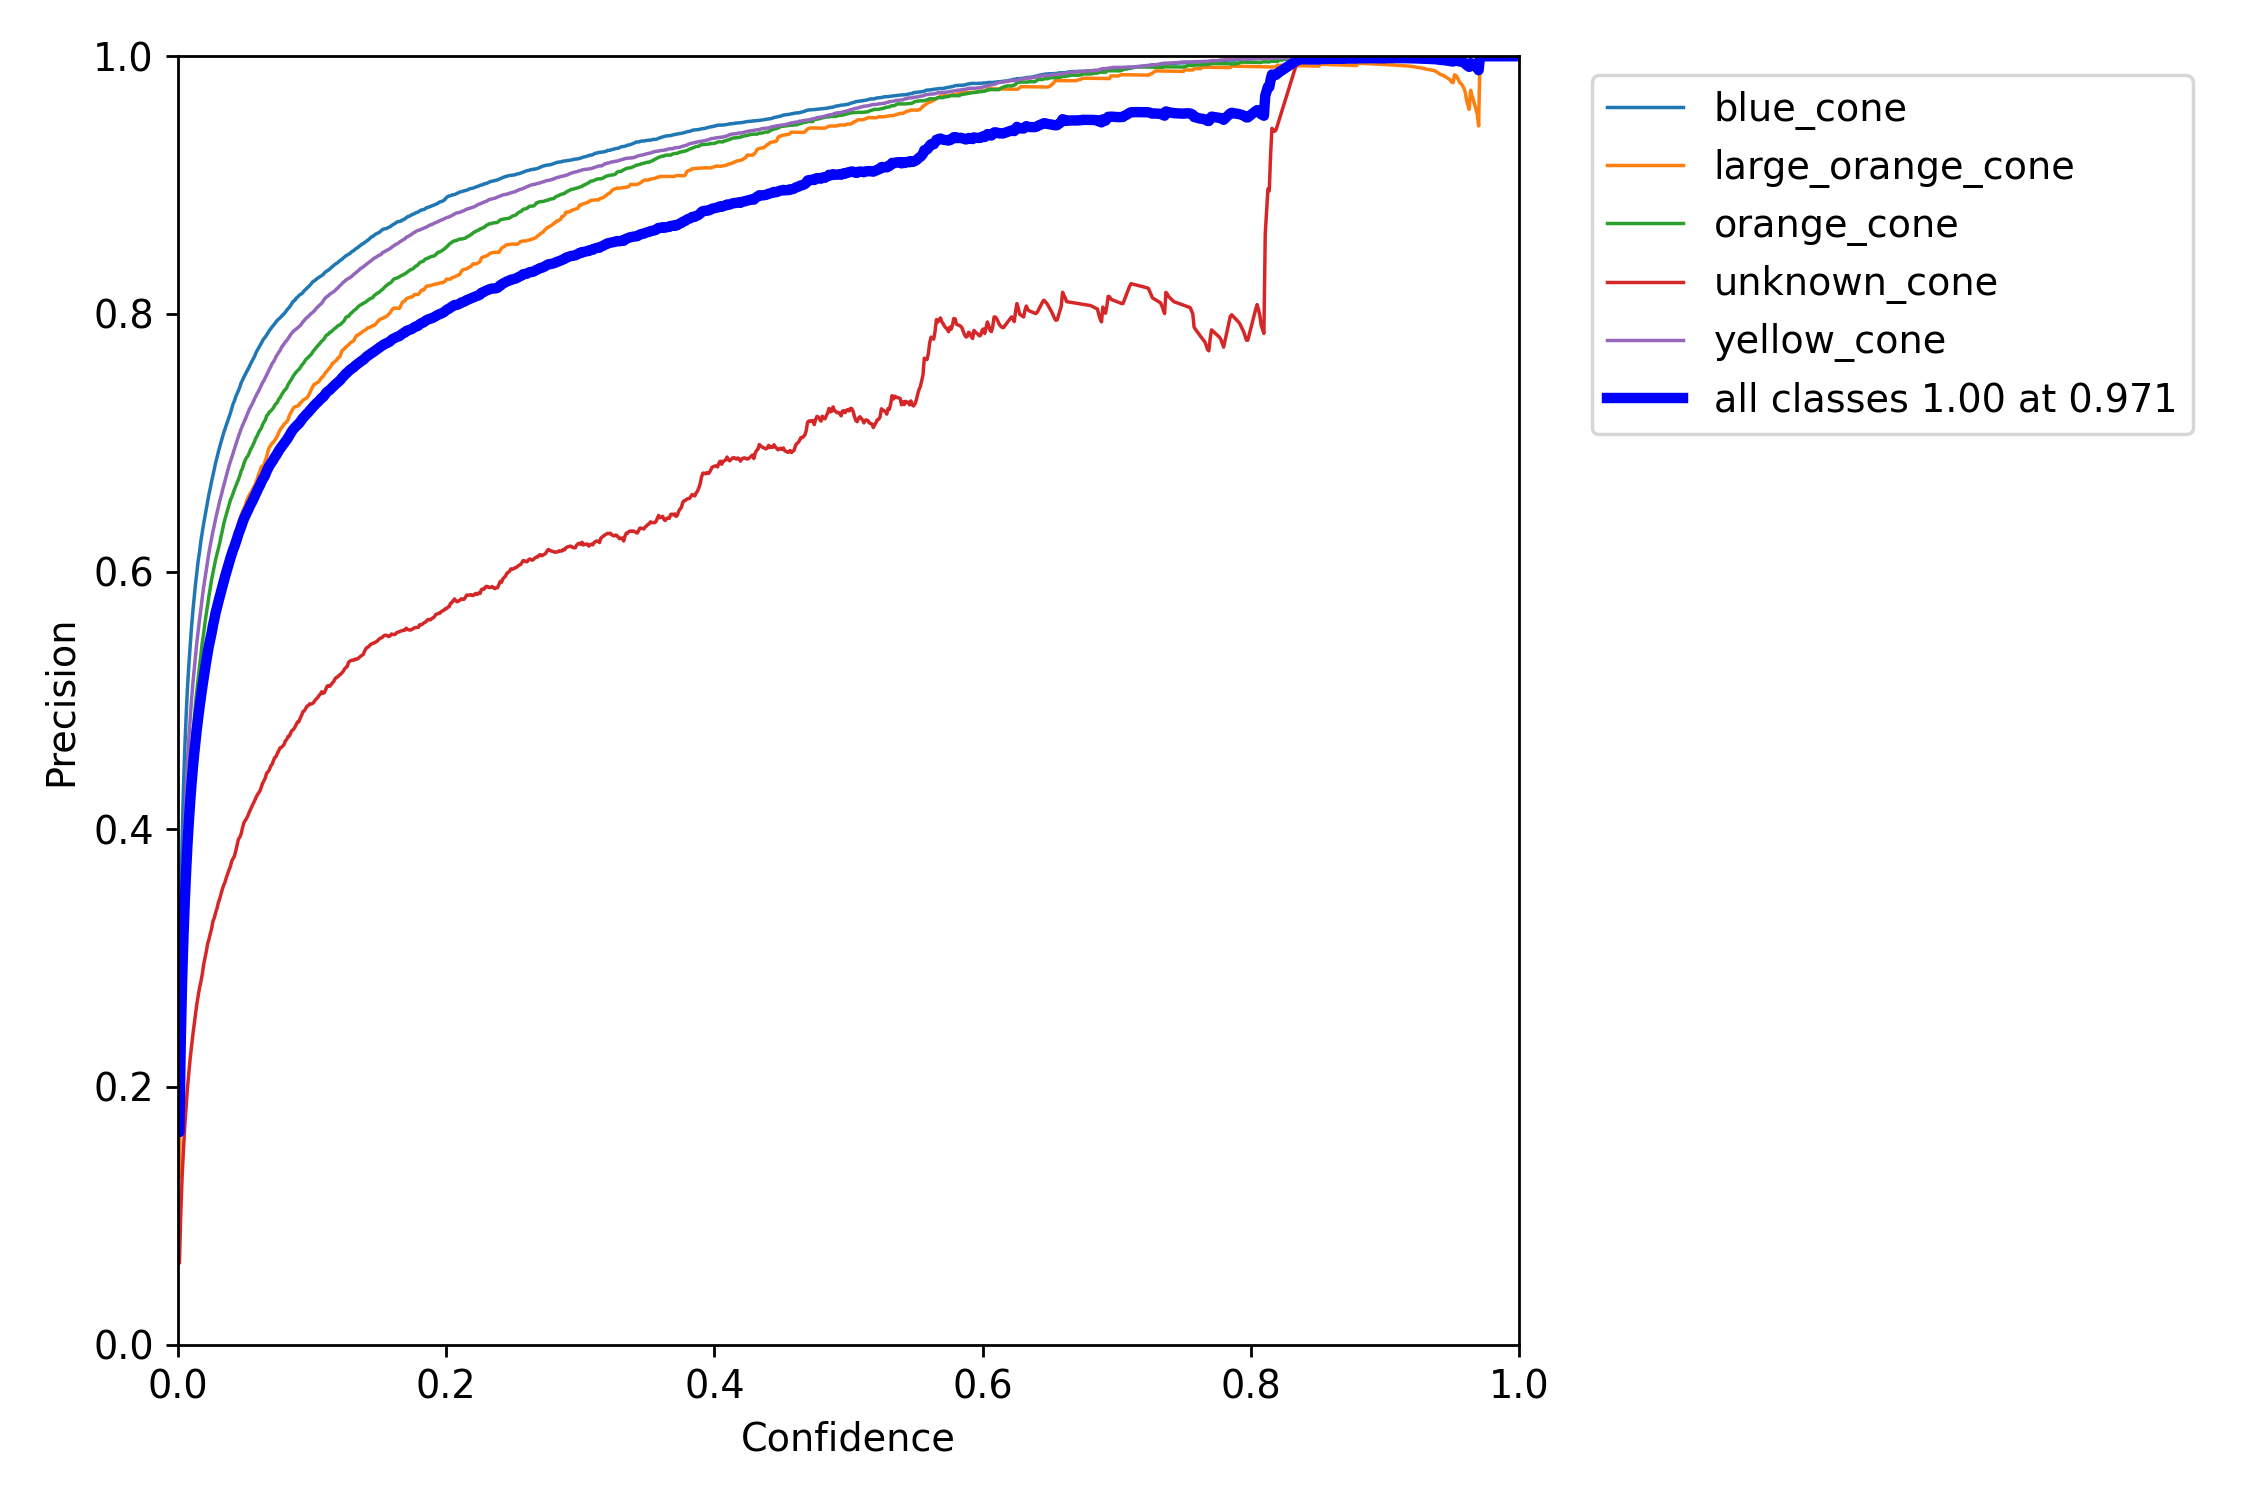 1.0
0.8
0.6
0.4
0.2
0.0
Precision
0.0 0.2 0.4 0.6 0.8 1.0
Confidence
blue_cone
large_orange_cone
orange_cone
unknown_cone
yellow_cone
all classes 1.00 at 0.971